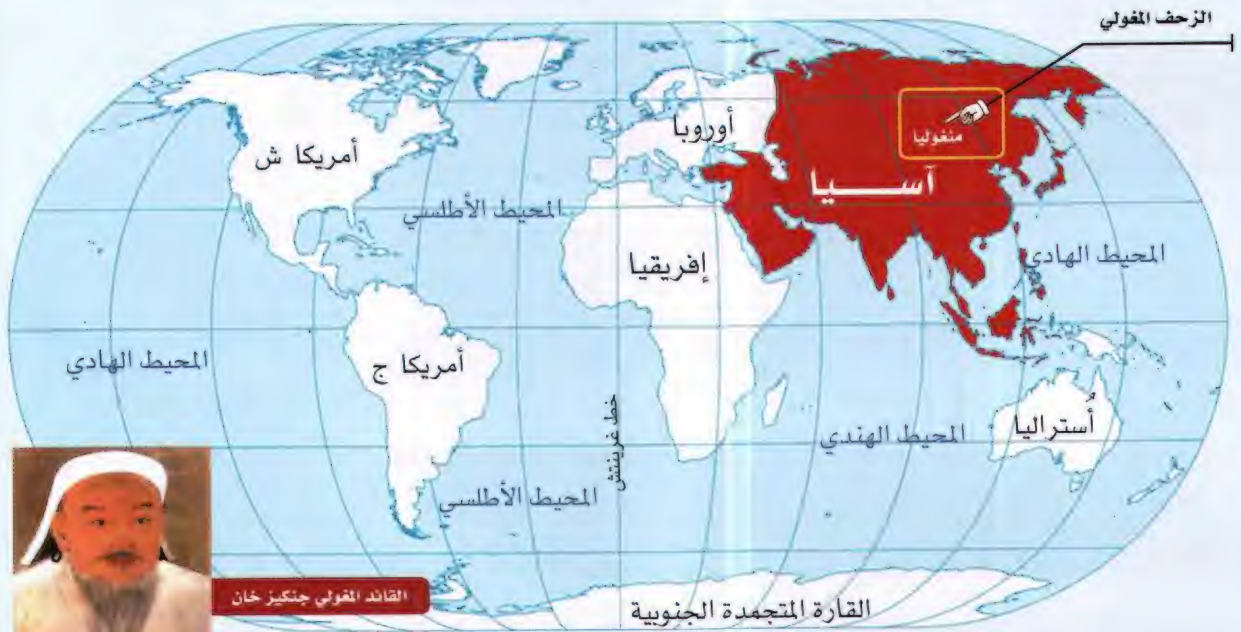 الزحف المغولي
منغوليا
أوروبا
أمريكا ش
آســـيا
المحيط الأطلسي
المحيط الهادي
إفريقيا
المحيط الهادي
أمريكا ج
خط غرينتش
أُستراليا
المحيط الهندي
المحيط الأطلسي
القائد المغولي جنكيز خان
القارة المتجمدة الجنوبية